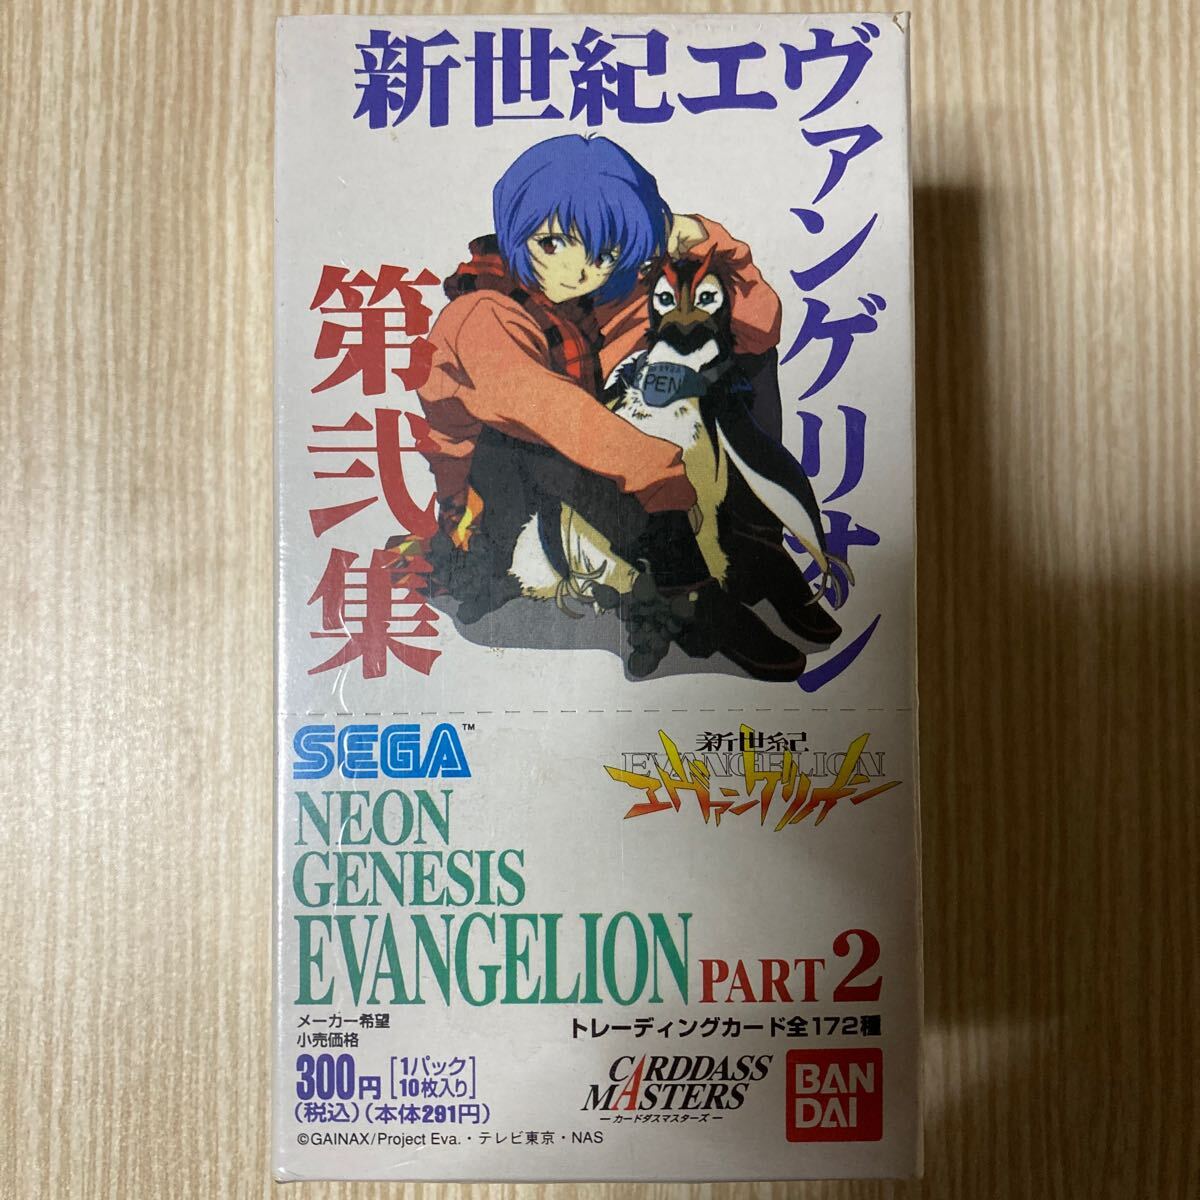 新世紀エヴァンゲリオン
第弐集
PEN
SEGA™
新世紀
EVANGELION
エヴァンゲリオン
NEON
GENESIS
EVANGELION PART 2
メーカー希望
小売価格
トレーディングカード全172種
300円 [1パック
10枚入り]
(税込)(本体291円)
CARDDASS
MASTERS
ーカードダスマスターズー
BAN
DAI
©GAINAX/Project Eva.・テレビ東京・NAS